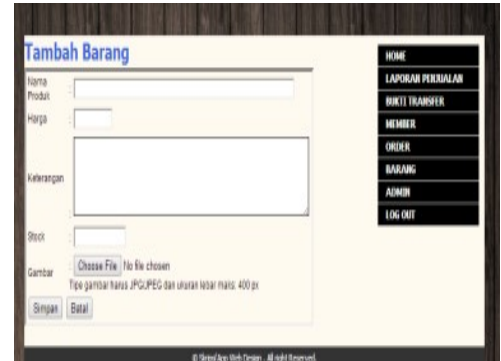 Tambah Barang
Nama
Produk :
Harga :
Keterangan :
Stock :
Gambar : Choose File No file chosen
Tipe gambar harus JPG/JPEG dan ukuran lebar maks: 400 px
Simpan Batal
HOME
LAPORAN PENJUALAN
BUKTI TRANSFER
MEMBER
ORDER
BARANG
ADMIN
LOG OUT
Web Design . All right Reserved.